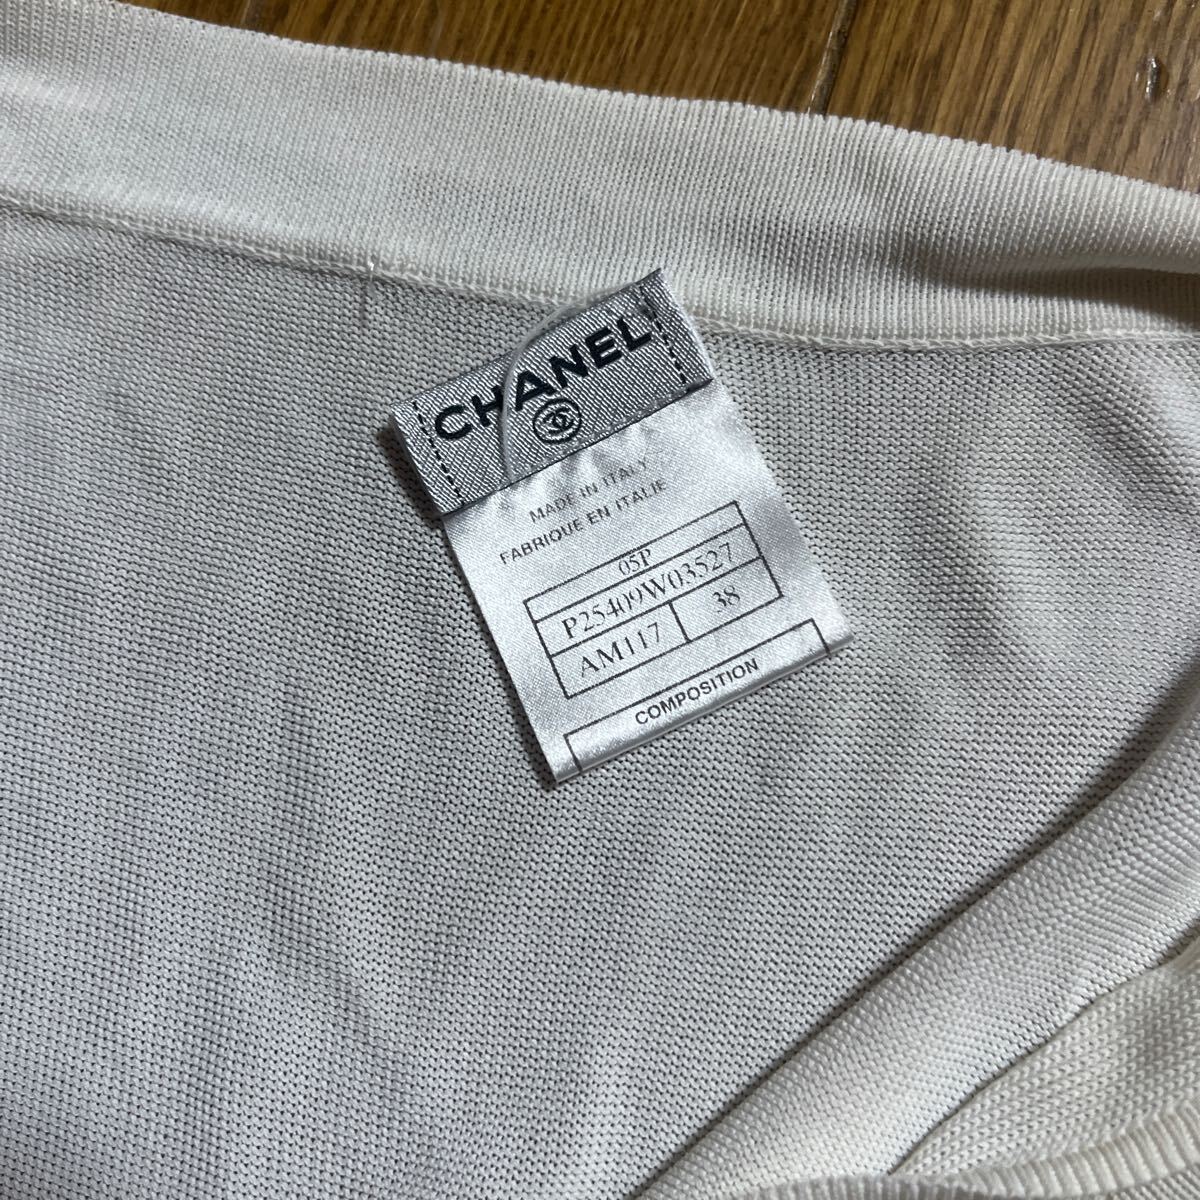 CHANEL
MADE IN ITALY
FABRIQUE EN ITALIE
05P
P25409W03527
AM117 38
COMPOSITION